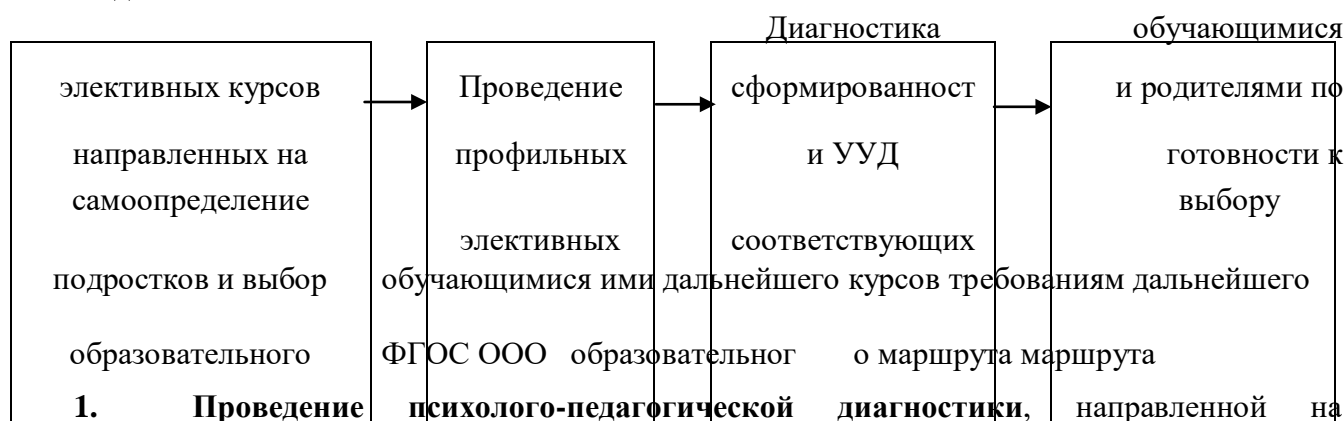 Диагностика обучающимися
элективных курсов Проведение сформированност и родителями по
направленных на профильных и УУД готовности к
самоопределение выбору
элективных соответствующих
подростков и выбор обучающимися ими дальнейшего курсов требованиям дальнейшего
образовательного ФГОС ООО образовательног о маршрута маршрута
1. Проведение психолого-педагогической диагностики, направленной на